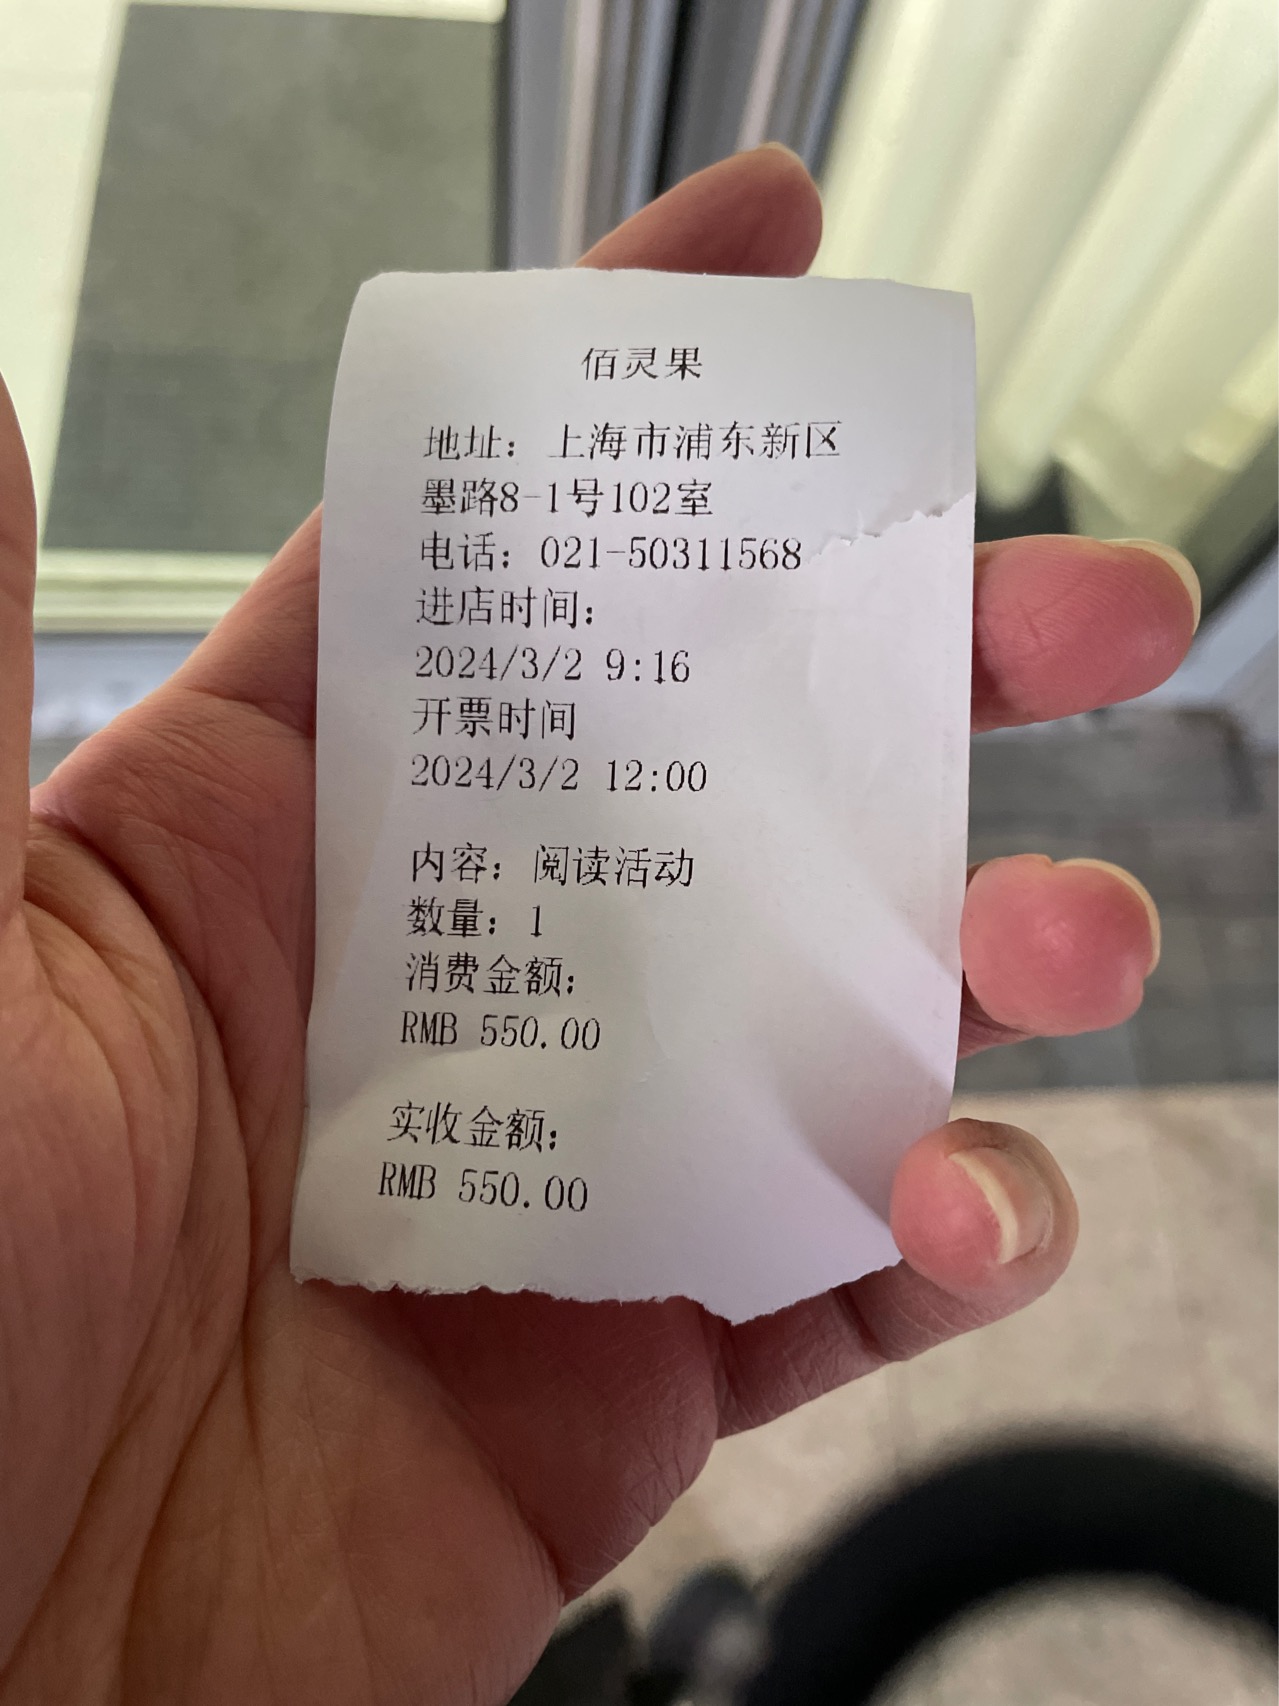 佰灵果
地址：上海市浦东新区
墨路8-1号102室
电话：021-50311568
进店时间：
2024/3/2 9:16
开票时间
2024/3/2 12:00
内容：阅读活动
数量：1
消费金额：
RMB 550.00
实收金额：
RMB 550.00